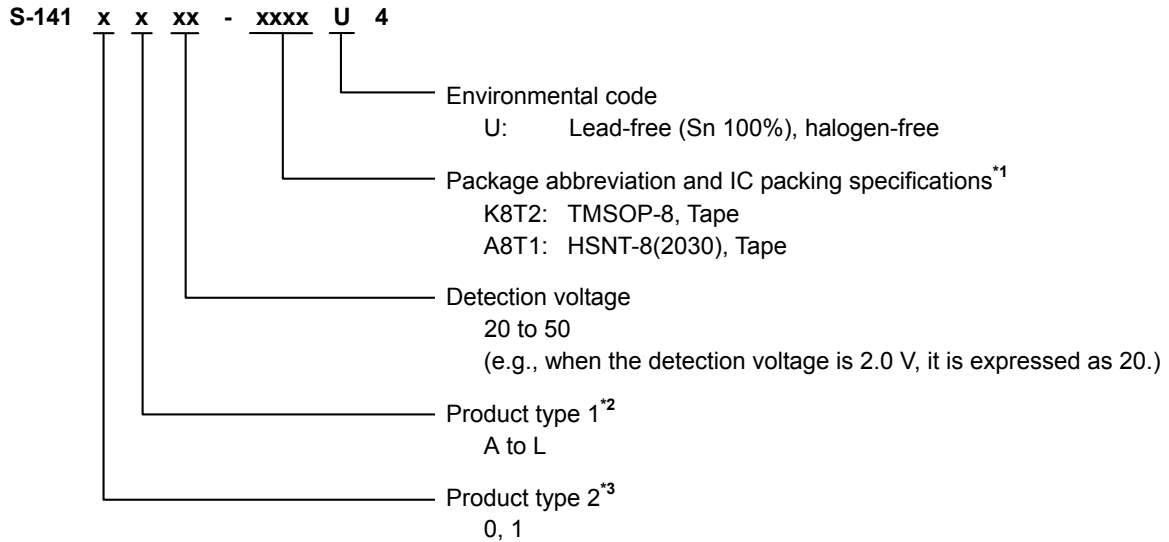 S-141 x x xx - xxxx U 4
Environmental code
U: Lead-free (Sn 100%), halogen-free
Package abbreviation and IC packing specifications*1
K8T2: TMSOP-8, Tape
A8T1: HSNT-8(2030), Tape
Detection voltage
20 to 50
(e.g., when the detection voltage is 2.0 V, it is expressed as 20.)
Product type 1*2
A to L
Product type 2*3
0, 1